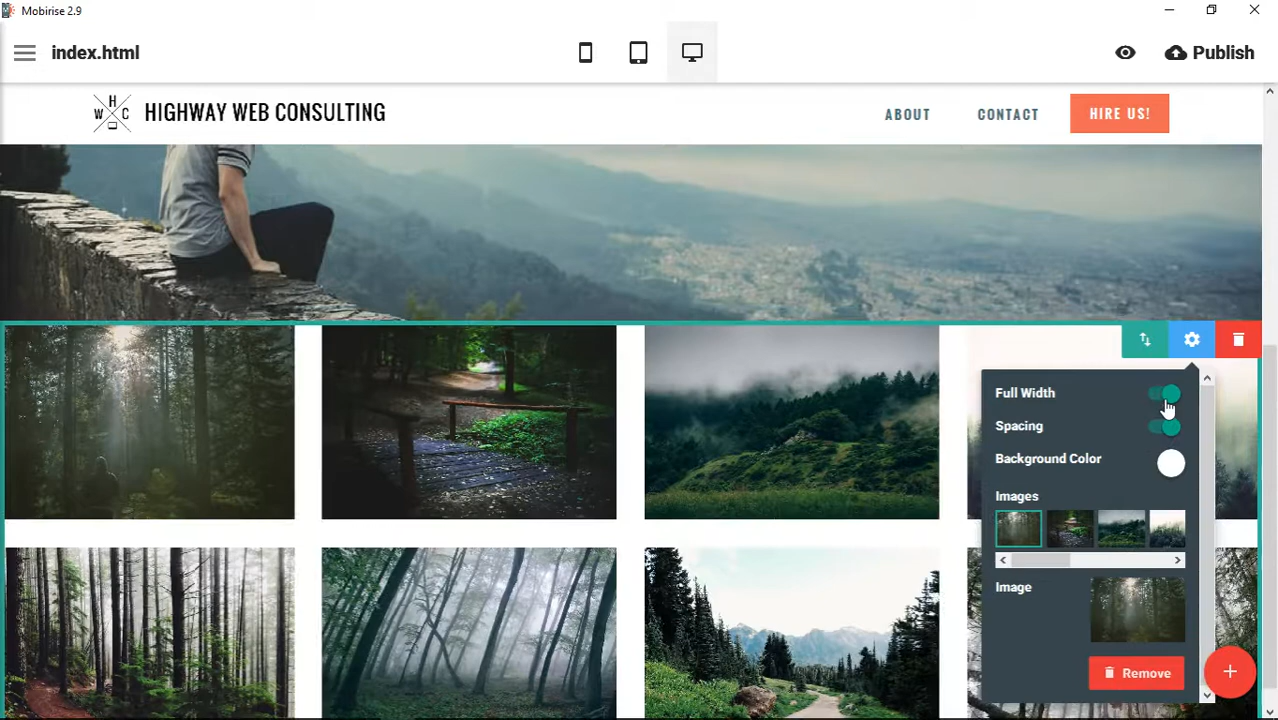 Mobirise 2.9
index.html
Publish
H
W C
HIGHWAY WEB CONSULTING
ABOUT
CONTACT
HIRE US!
Full Width
Spacing
Background Color
Images
Image
Remove